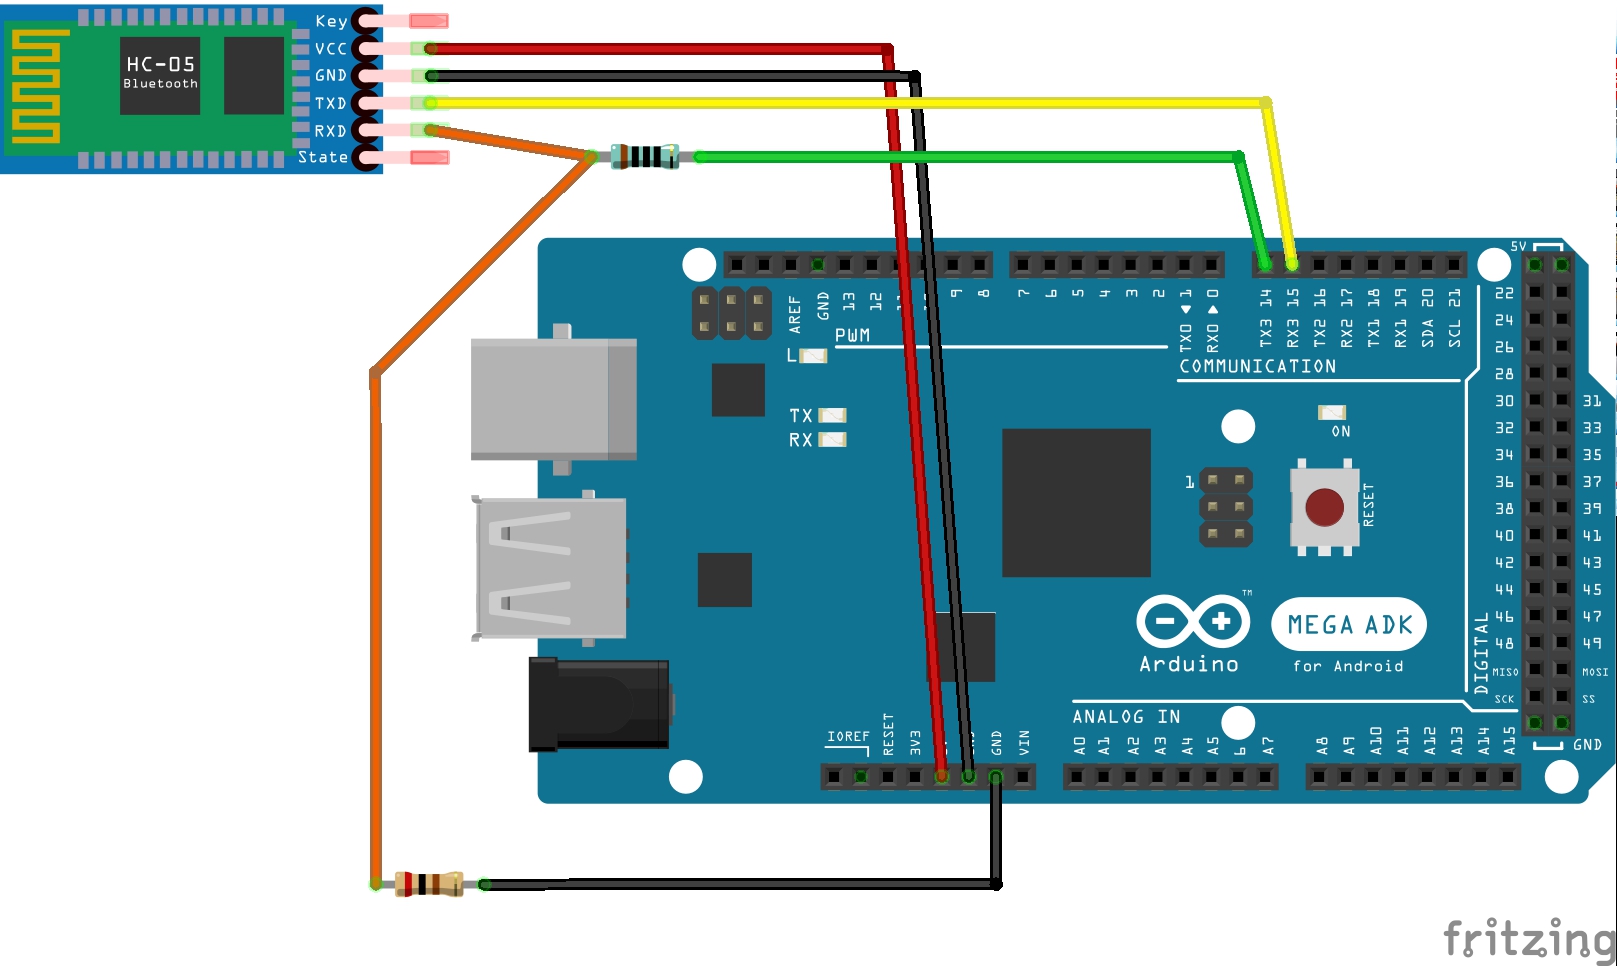 Key
VCC
GND
TXD
RXD
State
HC-05
Bluetooth
5V
AREF
GND
13
12
9
8
7
6
5
4
3
2
TX0 1
RX0 0
TX3 14
RX3 15
TX2 16
RX2 17
TX1 18
RX1 19
SDA 20
SCL 21
PWM
L
COMMUNICATION
TX
RX
ON
1
RESET
22
24
26
28
30 31
32 33
34 35
36 37
38 39
40 41
42 43
44 45
46 47
48 49
MISO MOSI
SCK SS
DIGITAL
GND
TM
MEGA ADK
Arduino
for Android
ANALOG IN
IOREF
RESET
3V3
GND
VIN
A0
A1
A2
A3
A4
A5
6
A7
A8
A9
A10
A11
A12
A13
A14
A15
fritzing